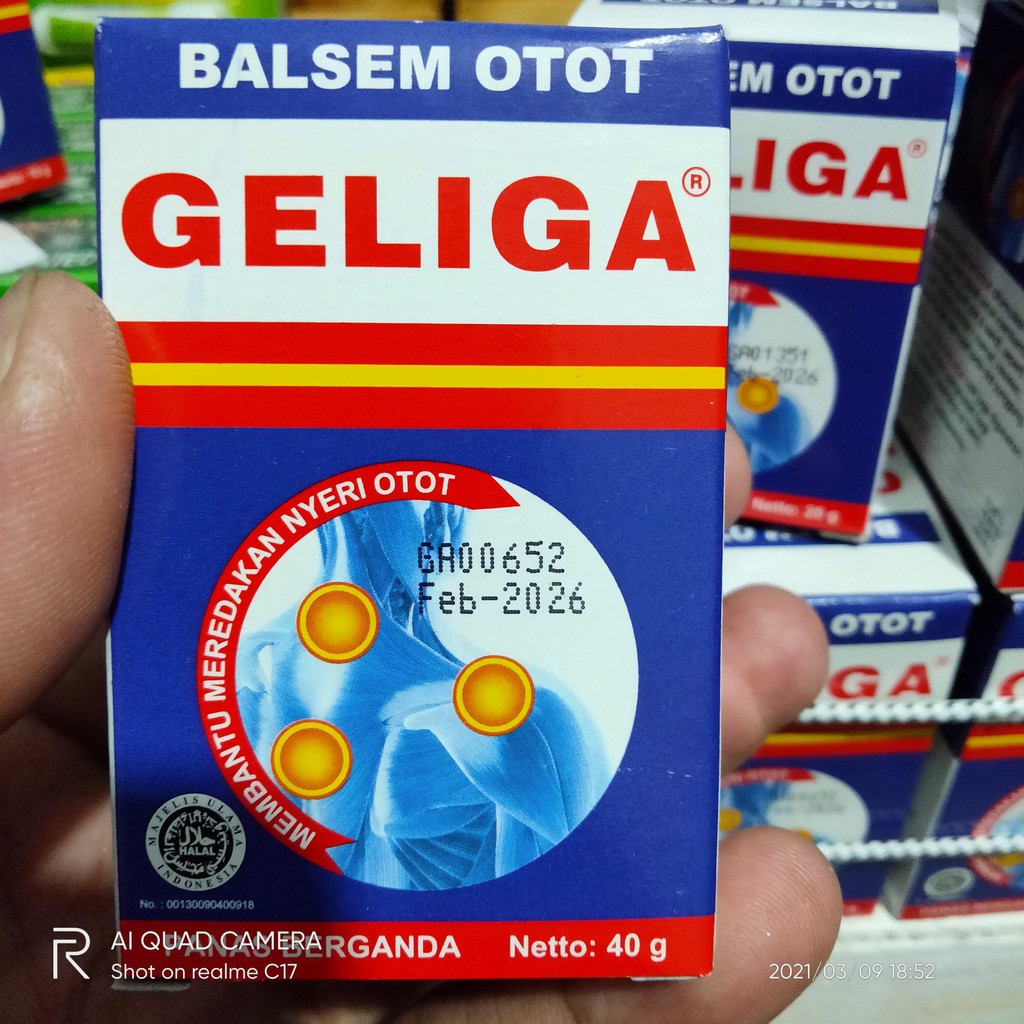 BALSEM OTOT
GELIGA®
MEMBANTU MEREDAKAN NYERI OTOT
GA00652
Feb-2026
MAJELIS ULAMA
HALAL
INDONESIA
No. : 00130090400918
PANAS BERGANDA Netto: 40 g
EM OTOT
LIGA®
GA01351
Feb-2026
Netto: 20 g
OTOT
GA
AI QUAD CAMERA
Shot on realme C17
2021/03/09 18:52